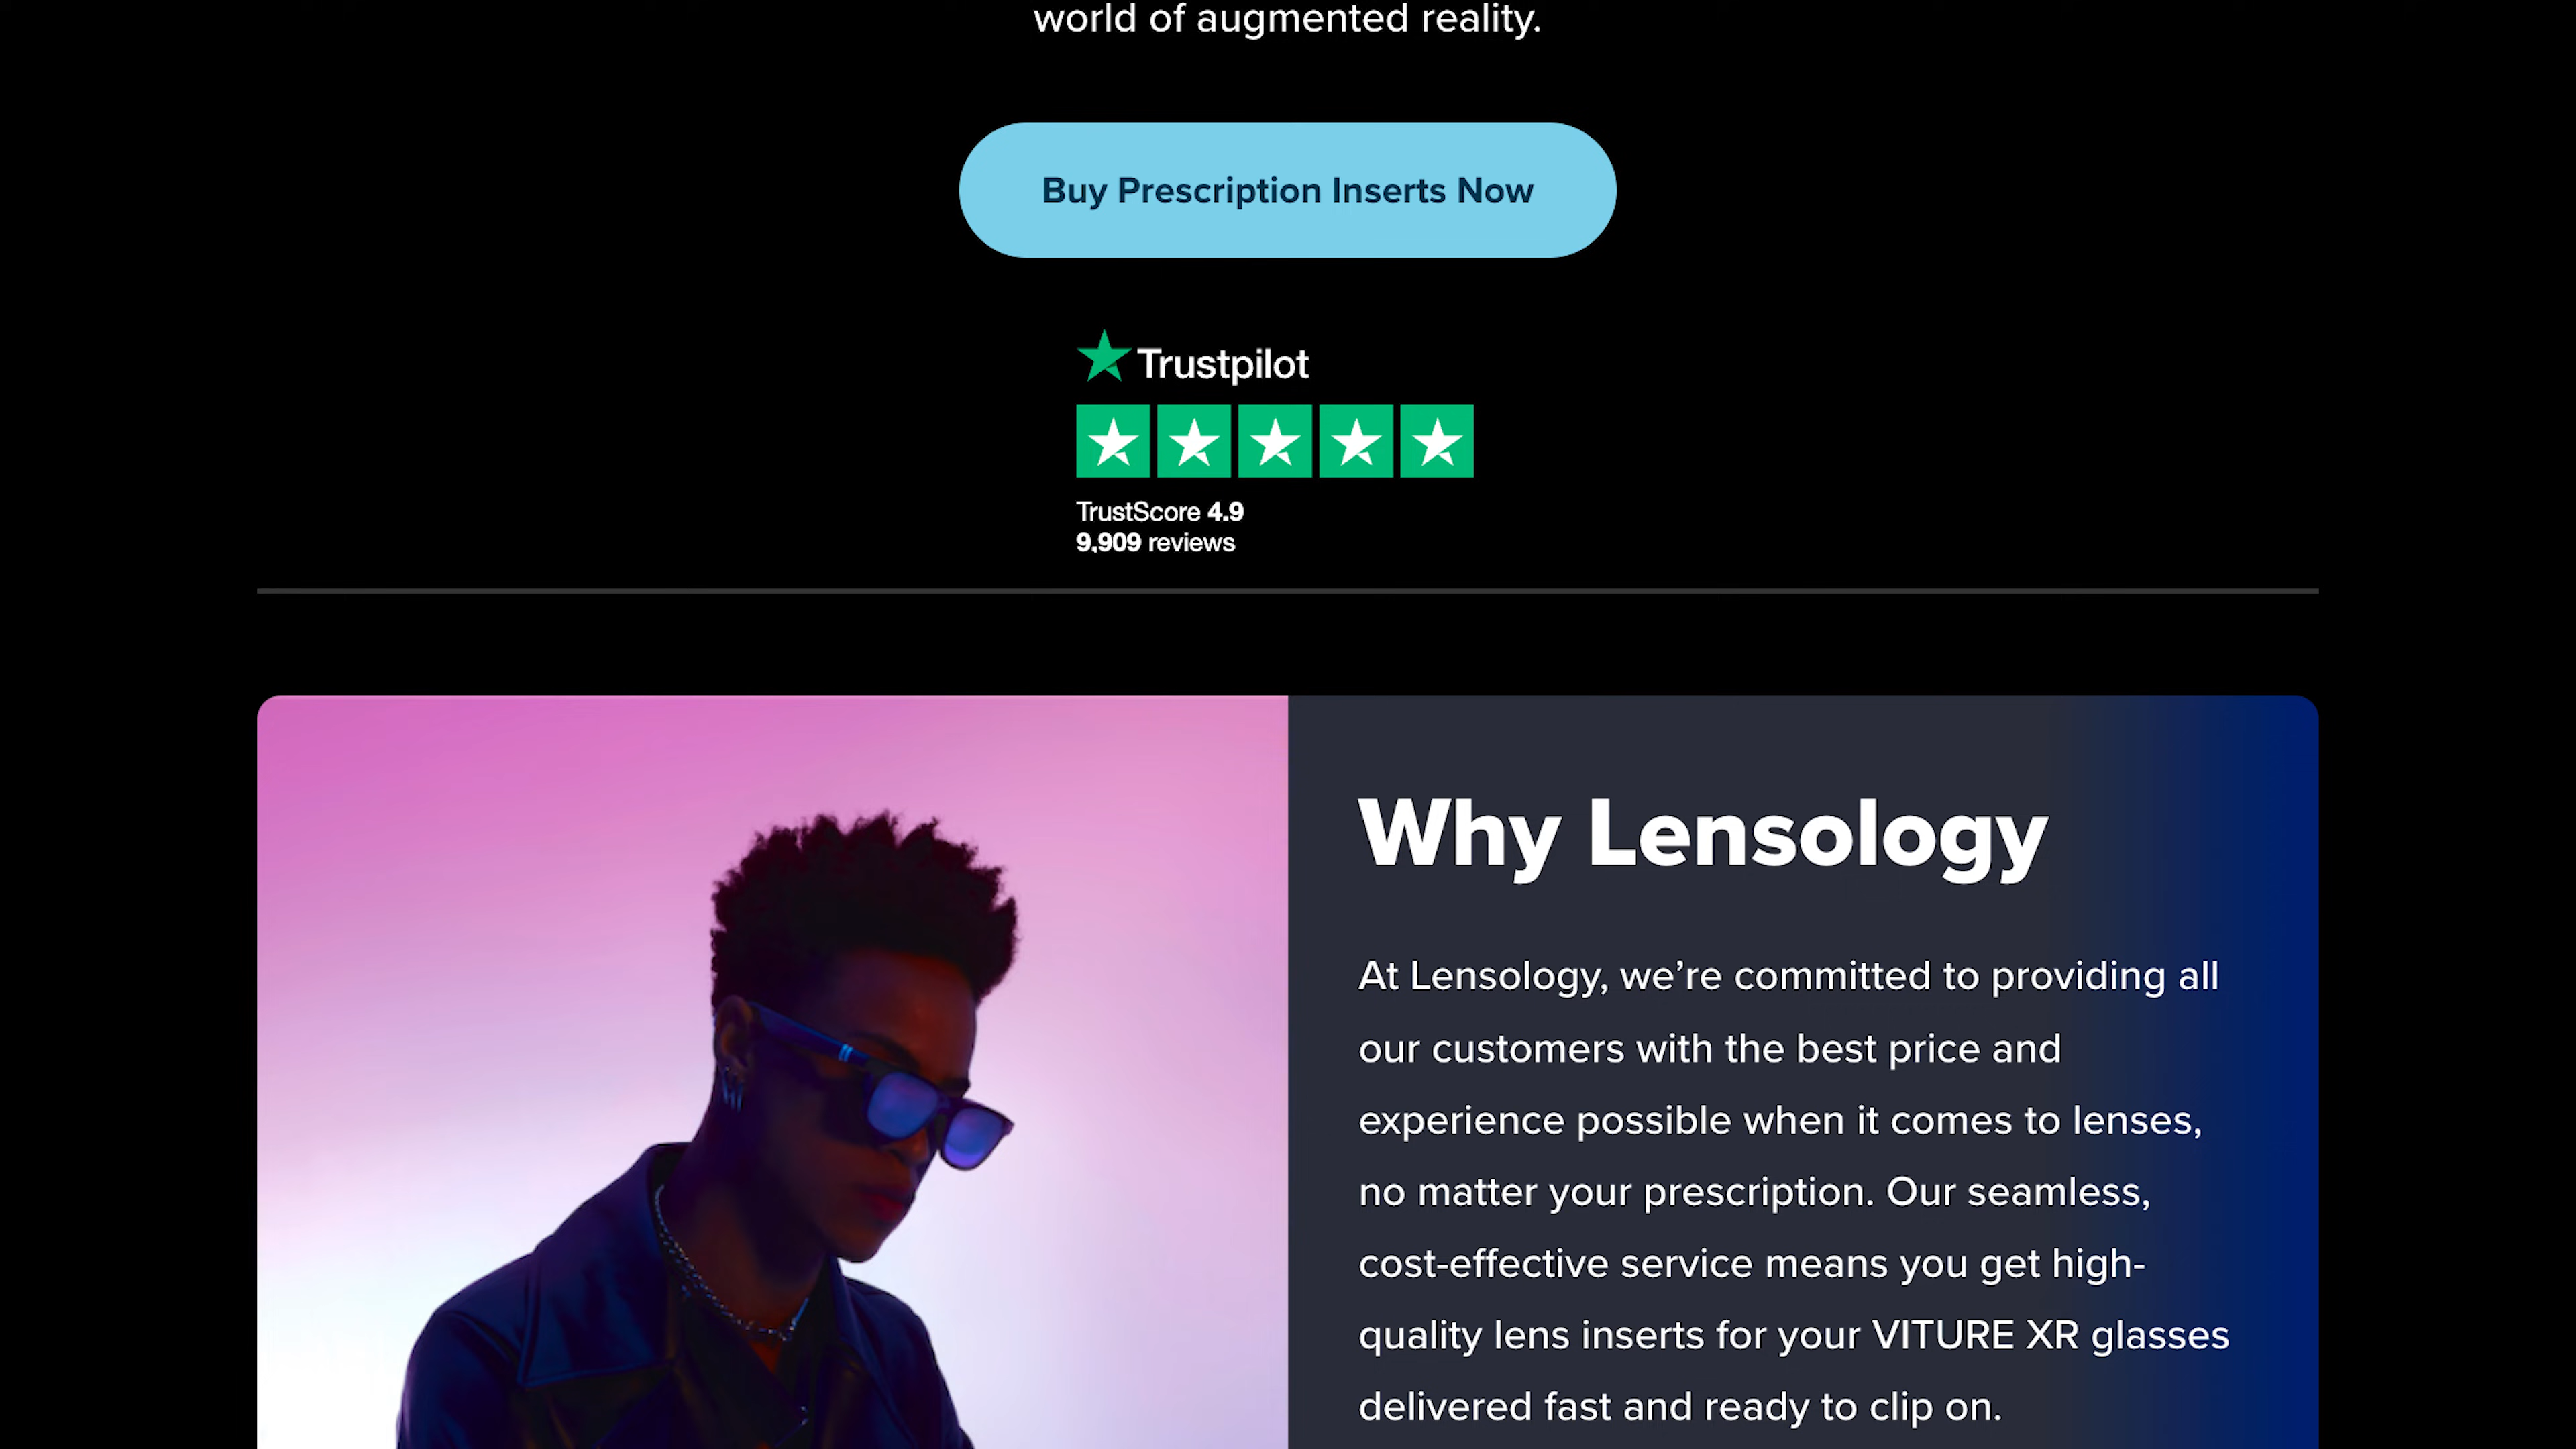 world of augmented reality.
Buy Prescription Inserts Now
Trustpilot
TrustScore 4.9
9,909 reviews
Why Lensology
At Lensology, we’re committed to providing all
our customers with the best price and
experience possible when it comes to lenses,
no matter your prescription. Our seamless,
cost-effective service means you get high-
quality lens inserts for your VITURE XR glasses
delivered fast and ready to clip on.